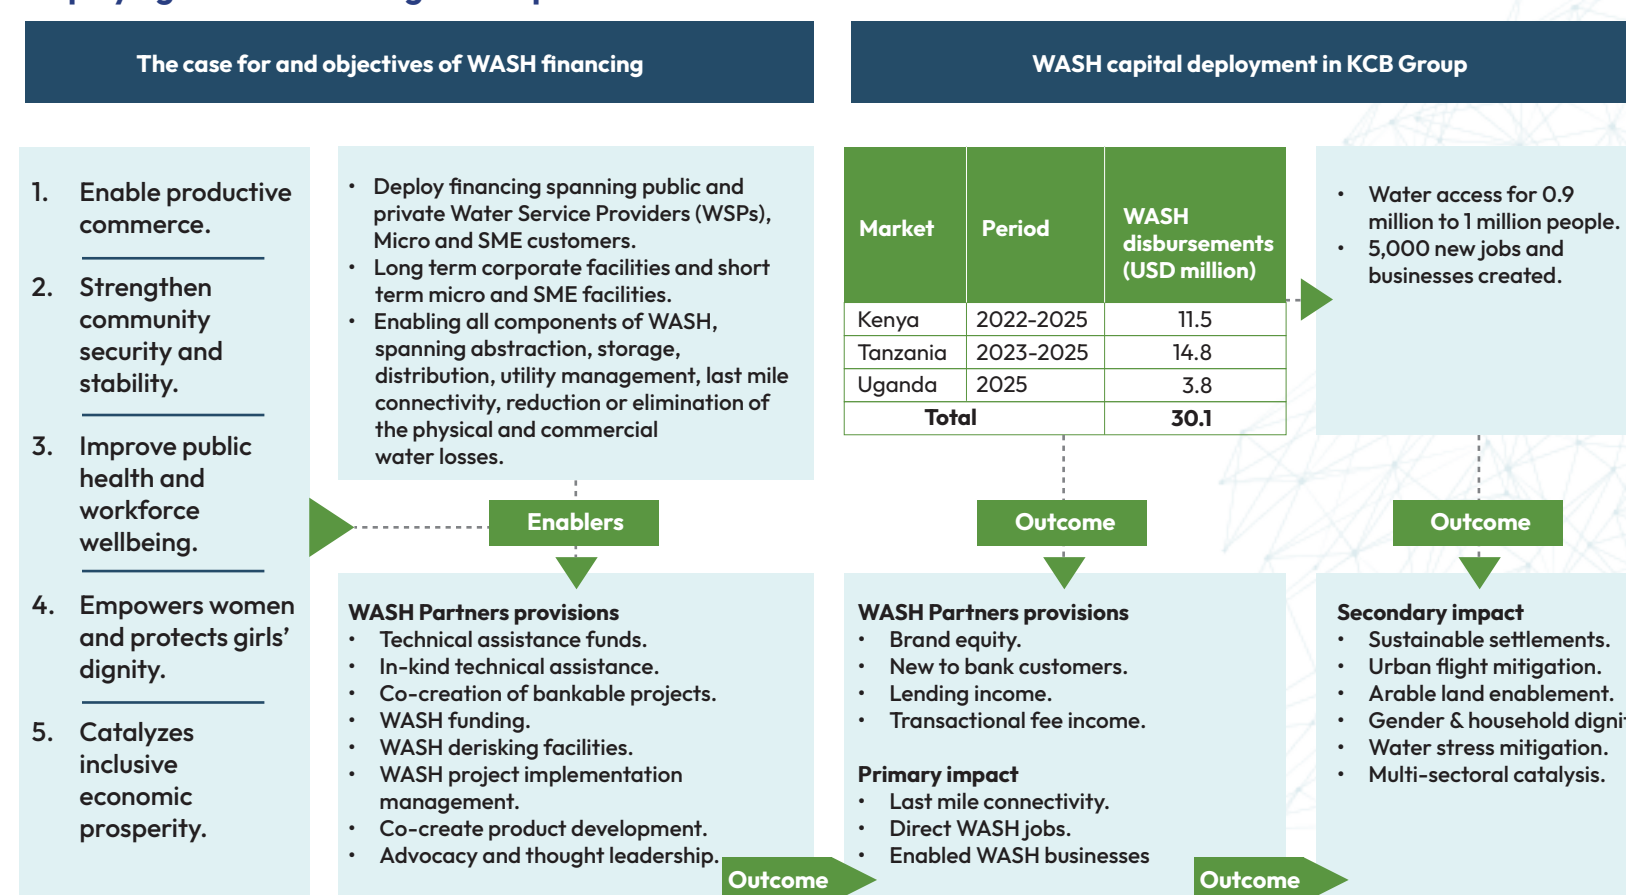 The case for and objectives of WASH financing
WASH capital deployment in KCB Group
1. Enable productive
commerce.
2. Strengthen
community
security and
stability.
3. Improve public
health and
workforce
wellbeing.
4. Empowers women
and protects girls’
dignity.
5. Catalyzes
inclusive
economic
prosperity.
• Deploy financing spanning public and
private Water Service Providers (WSPs),
Micro and SME customers.
• Long term corporate facilities and short
term micro and SME facilities.
• Enabling all components of WASH,
spanning abstraction, storage,
distribution, utility management, last mile
connectivity, reduction or elimination of
the physical and commercial
water losses.
Enablers
WASH Partners provisions
• Technical assistance funds.
• In-kind technical assistance.
• Co-creation of bankable projects.
• WASH funding.
• WASH derisking facilities.
• WASH project implementation
management.
• Co-create product development.
• Advocacy and thought leadership.
Outcome
Market Period WASH
disbursements
(USD million)
Kenya 2022-2025 11.5
Tanzania 2023-2025 14.8
Uganda 2025 3.8
Total 30.1
Outcome
WASH Partners provisions
• Brand equity.
• New to bank customers.
• Lending income.
• Transactional fee income.
Primary impact
• Last mile connectivity.
• Direct WASH jobs.
• Enabled WASH businesses
Outcome
• Water access for 0.9
million to 1 million people.
• 5,000 new jobs and
businesses created.
Outcome
Secondary impact
• Sustainable settlements.
• Urban flight mitigation.
• Arable land enablement.
• Gender & household
• Water stress mitigation.
• Multi-sectoral catalysis.